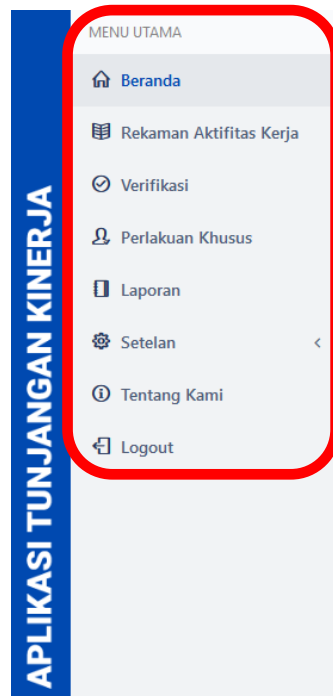 MENU UTAMA
Beranda
Rekaman Aktifitas Kerja
Verifikasi
Perlakuan Khusus
Laporan
Setelan
Tentang Kami
Logout
APLIKASI TUNJANGAN KINERJA